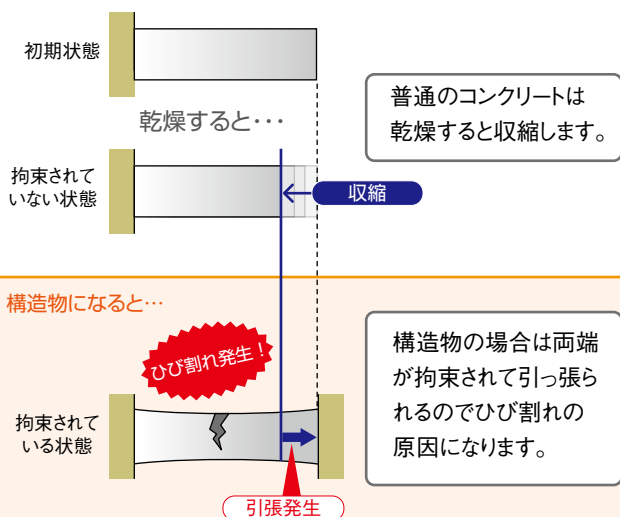 初期状態
乾燥すると･･･
普通のコンクリートは
乾燥すると収縮します。
拘束されて
いない状態
収縮
構造物になると…
ひび割れ発生！
構造物の場合は両端
が拘束されて引っ張ら
れるのでひび割れの
原因になります。
拘束されて
いる状態
引張発生